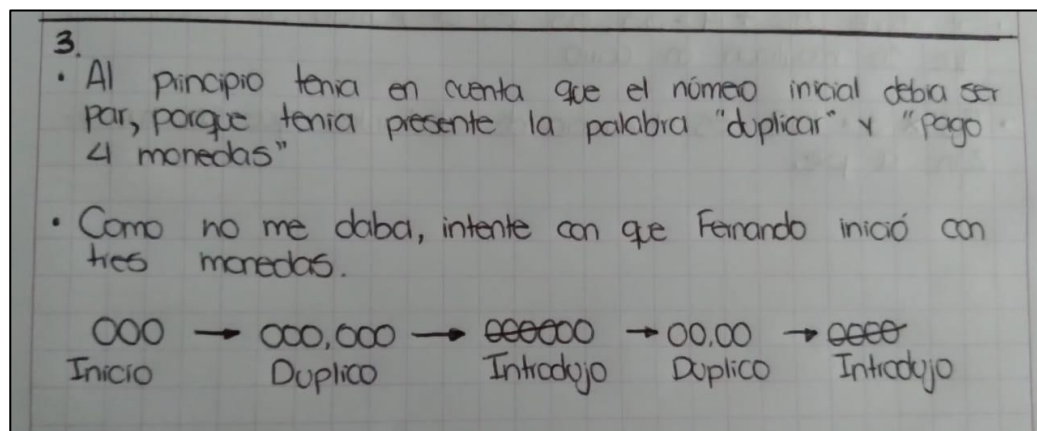 3.
· Al principio tenia en cuenta que el número inicial debia ser
par, porque tenia presente la palabra "duplicar" y "pago
4 monedas"
· Como no me daba, intente con que Fernando inició con
tres monedas.
OOO → OOO,OOO → OOOOOO → OO,OO → OOOO
Inicio Duplico Introdujo Duplico Introdujo